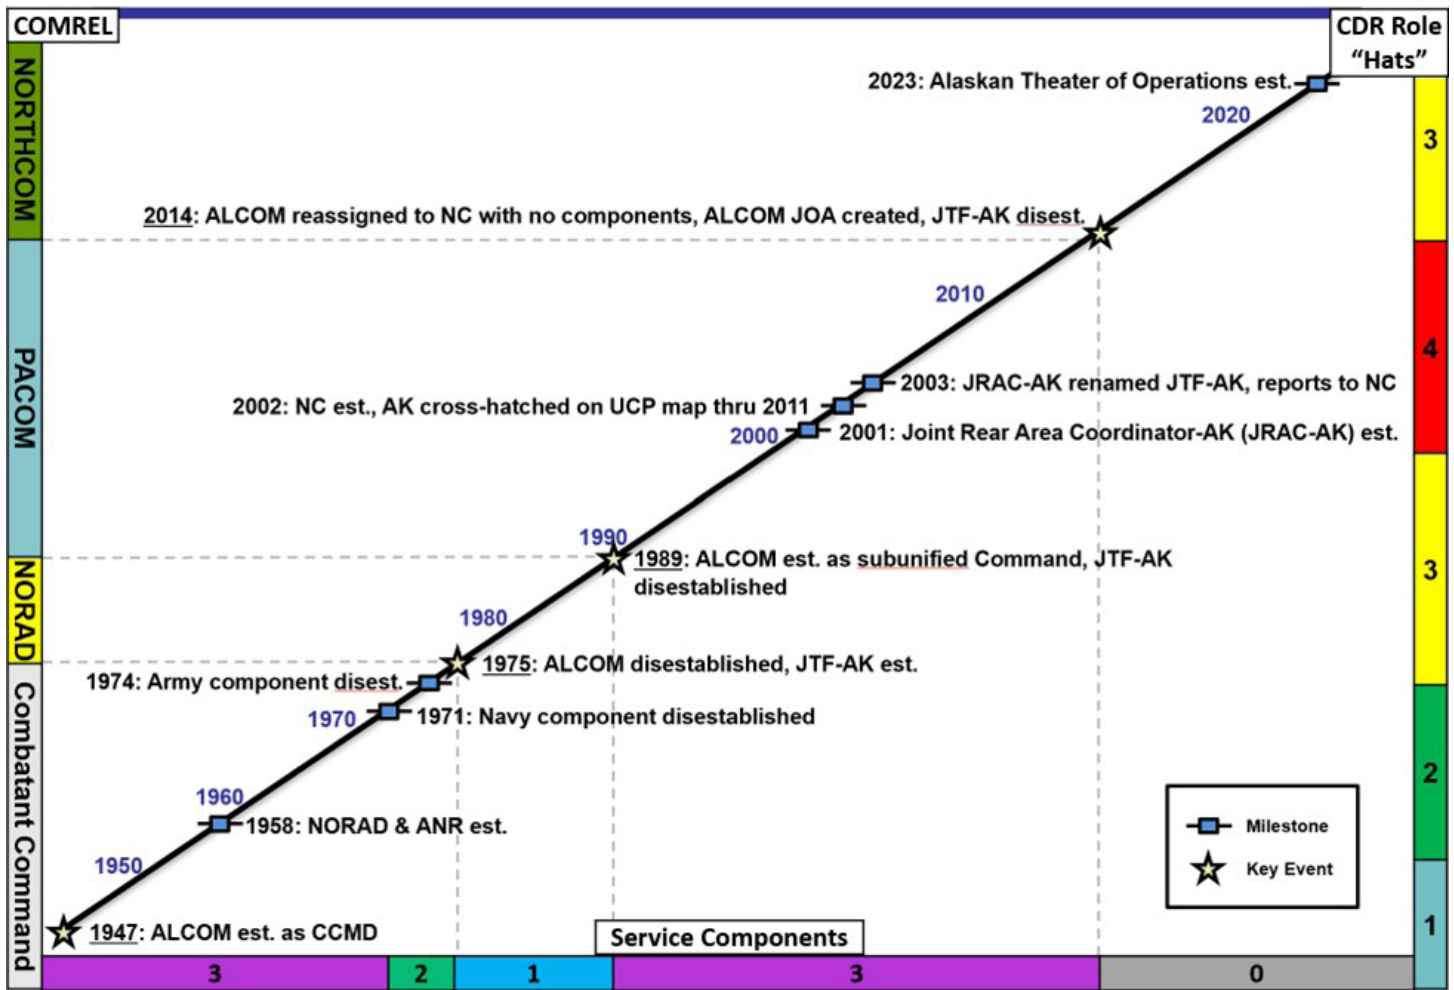 COMREL
CDR Role
“Hats”
NORTHCOM
2023: Alaskan Theater of Operations est.
2020
3
2014: ALCOM reassigned to NC with no components, ALCOM JOA created, JTF-AK disest.
PACOM
2010
4
2003: JRAC-AK renamed JTF-AK, reports to NC
2002: NC est., AK cross-hatched on UCP map thru 2011
2000
2001: Joint Rear Area Coordinator-AK (JRAC-AK) est.
1990
1989: ALCOM est. as subunified Command, JTF-AK
disestablished
NORAD
3
1980
1975: ALCOM disestablished, JTF-AK est.
1974: Army component disest.
1970
1971: Navy component disestablished
Combatant Command
2
1960
1958: NORAD & ANR est.
Milestone
1950
Key Event
1947: ALCOM est. as CCMD
Service Components
1
3
2
1
3
0